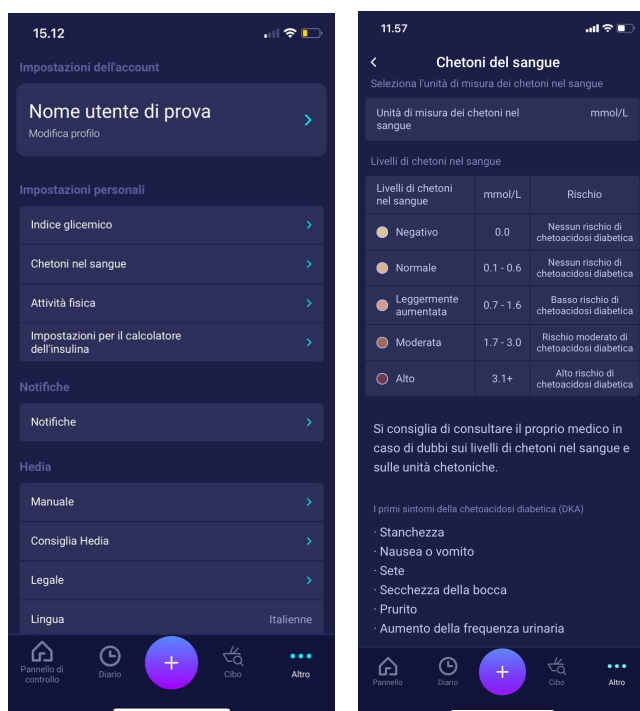 15.12
Impostazioni dell'account
Nome utente di prova
Modifica profilo
Impostazioni personali
Indice glicemico
Chetoni nel sangue
Attività fisica
Impostazioni per il calcolatore
dell'insulina
Notifiche
Notifiche
Hedia
Manuale
Consiglia Hedia
Legale
Lingua Italienne
Pannello di
controllo
Diario
+
Cibo
Altro
11.57
Chetoni del sangue
Seleziona l'unità di misura dei chetoni nel sangue
Unità di misura dei chetoni nel
sangue
mmol/L
Livelli di chetoni nel sangue
Livelli di chetoni
nel sangue
mmol/L
Rischio
Negativo
0.0
Nessun rischio di
chetoacidosi diabetica
Normale
0.1 - 0.6
Nessun rischio di
chetoacidosi diabetica
Leggermente
aumentata
0.7 - 1.6
Basso rischio di
chetoacidosi diabetica
Moderata
1.7 - 3.0
Rischio moderato di
chetoacidosi diabetica
Alto
3.1+
Alto rischio di
chetoacidosi diabetica
Si consiglia di consultare il proprio medico in
caso di dubbi sui livelli di chetoni nel sangue e
sulle unità chetoniche.
I primi sintomi della chetoacidosi diabetica (DKA)
· Stanchezza
· Nausea o vomito
· Sete
· Secchezza della bocca
· Prurito
· Aumento della frequenza urinaria
Pannello
Diario
+
Cibo
Altro